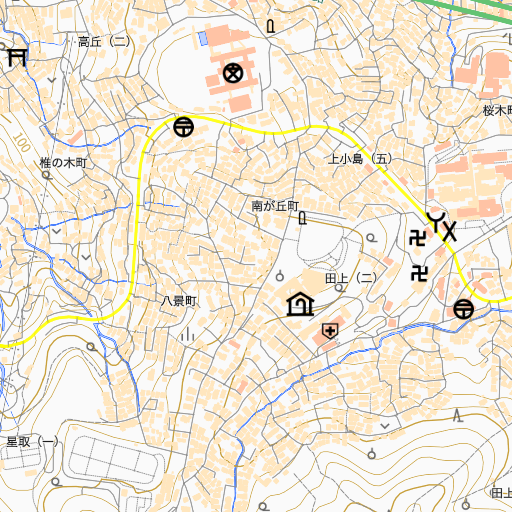 高丘（二）
桜木町
100
椎の木町
上小島（五）
南が丘町
田上（二）
八景町
星取（一）
田上